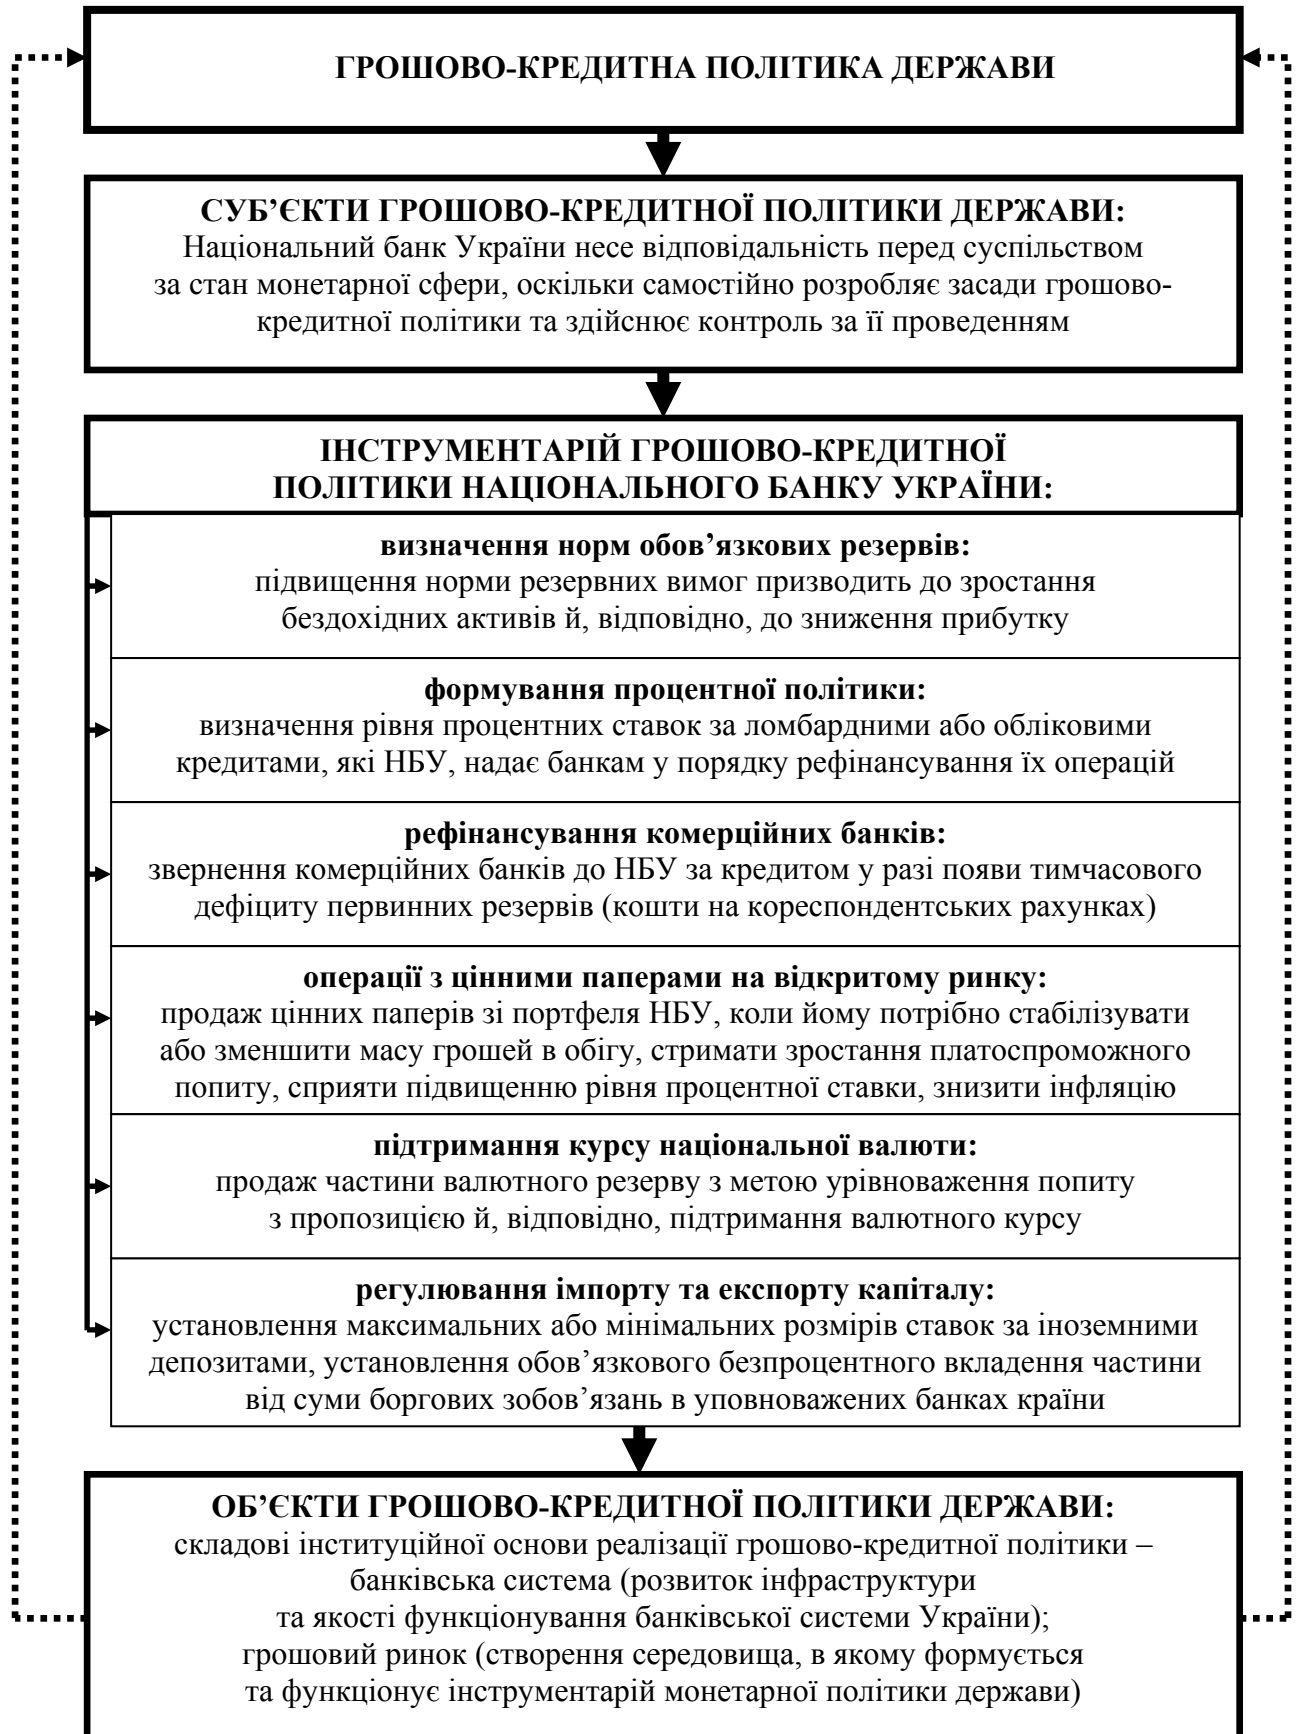 ГРОШОВО-КРЕДИТНА ПОЛІТИКА ДЕРЖАВИ
СУБ’ЄКТИ ГРОШОВО-КРЕДИТНОЇ ПОЛІТИКИ ДЕРЖАВИ:
Національний банк України несе відповідальність перед суспільством
за стан монетарної сфери, оскільки самостійно розробляє засади грошово-
кредитної політики та здійснює контроль за її проведенням
ІНСТРУМЕНТАРІЙ ГРОШОВО-КРЕДИТНОЇ
ПОЛІТИКИ НАЦІОНАЛЬНОГО БАНКУ УКРАЇНИ:
визначення норм обов’язкових резервів:
підвищення норми резервних вимог призводить до зростання
бездохідних активів й, відповідно, до зниження прибутку
формування процентної політики:
визначення рівня процентних ставок за ломбардними або обліковими
кредитами, які НБУ, надає банкам у порядку рефінансування їх операцій
рефінансування комерційних банків:
звернення комерційних банків до НБУ за кредитом у разі появи тимчасового
дефіциту первинних резервів (кошти на кореспондентських рахунках)
операції з цінними паперами на відкритому ринку:
продаж цінних паперів зі портфеля НБУ, коли йому потрібно стабілізувати
або зменшити масу грошей в обігу, стримати зростання платоспроможного
попиту, сприяти підвищенню рівня процентної ставки, знизити інфляцію
підтримання курсу національної валюти:
продаж частини валютного резерву з метою урівноваження попиту
з пропозицією й, відповідно, підтримання валютного курсу
регулювання імпорту та експорту капіталу:
установлення максимальних або мінімальних розмірів ставок за іноземними
депозитами, установлення обов’язкового безпроцентного вкладення частини
від суми боргових зобов’язань в уповноважених банках країни
ОБ’ЄКТИ ГРОШОВО-КРЕДИТНОЇ ПОЛІТИКИ ДЕРЖАВИ:
складові інституційної основи реалізації грошово-кредитної політики –
банківська система (розвиток інфраструктури
та якості функціонування банківської системи України);
грошовий ринок (створення середовища, в якому формується
та функціонує інструментарій монетарної політики держави)